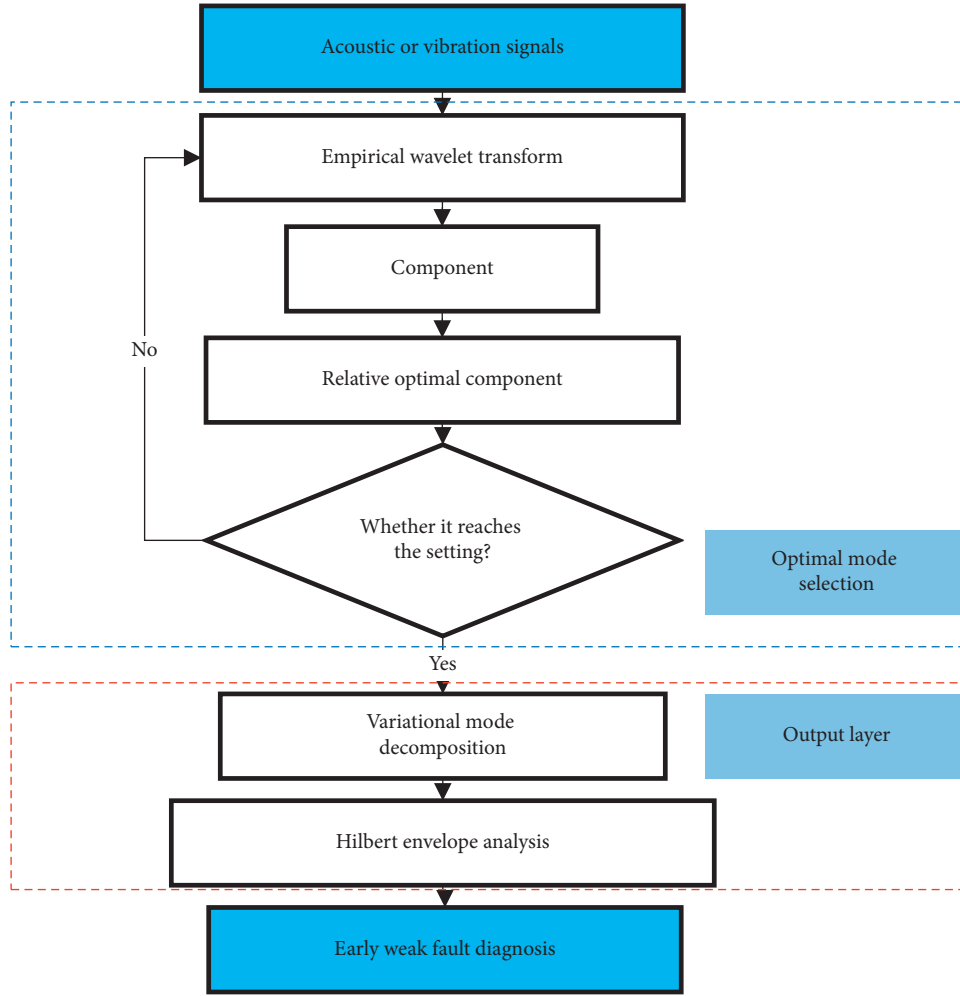 Acoustic or vibration signals
Empirical wavelet transform
Component
No
Relative optimal component
Whether it reaches
the setting?
Optimal mode
selection
Yes
Variational mode
decomposition
Output layer
Hilbert envelope analysis
Early weak fault diagnosis